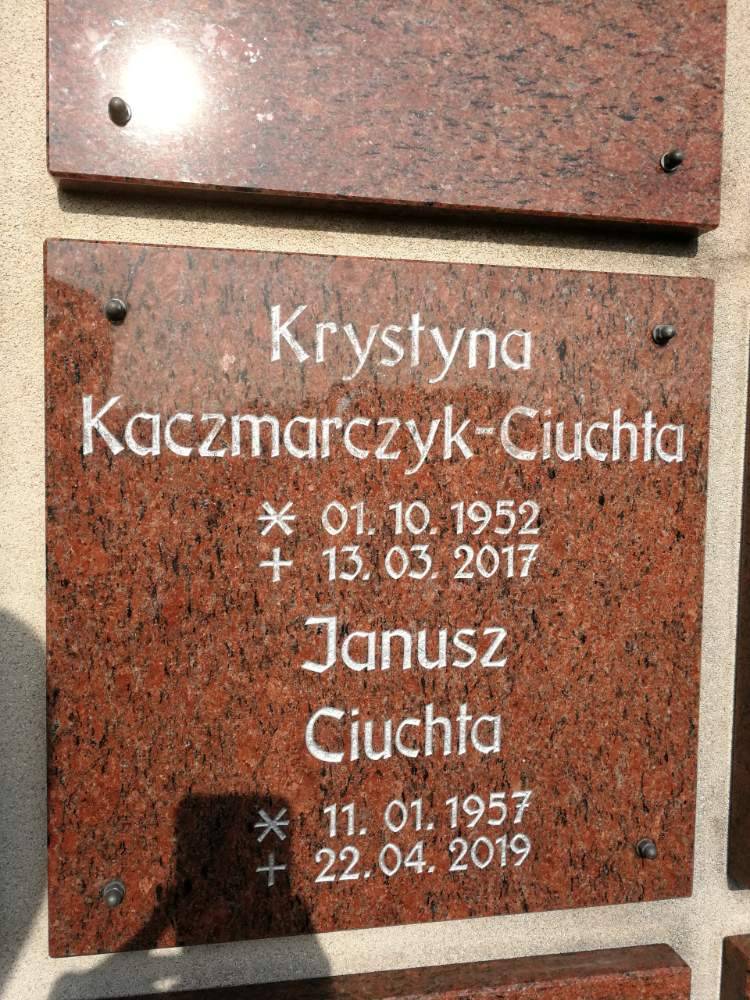 Krystyna
Kaczmarczyk-Ciuchta
* 01. 10. 1952
+ 13. 03. 2017
Janusz
Ciuchta
* 11. 01. 1957
+ 22. 04. 2019